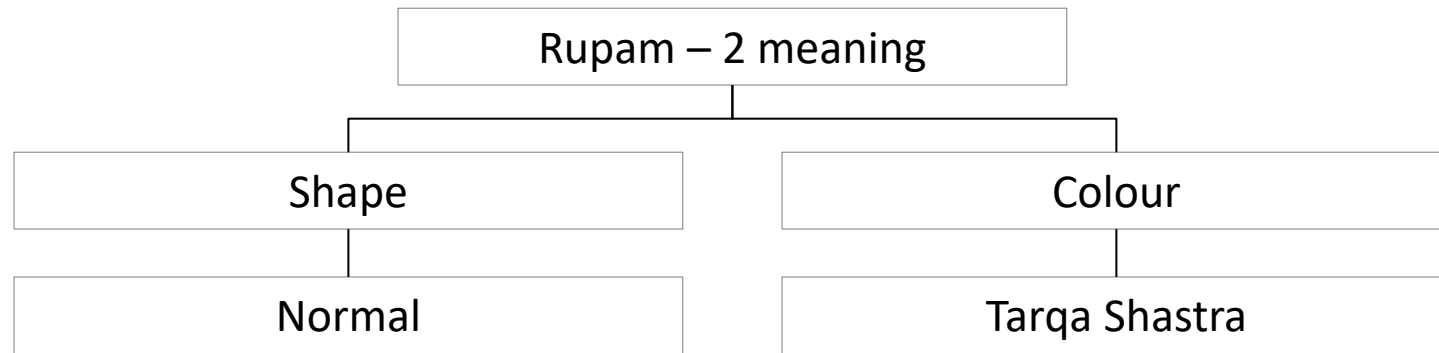 Rupam – 2 meaning
Shape
Colour
Normal
Tarqa Shastra